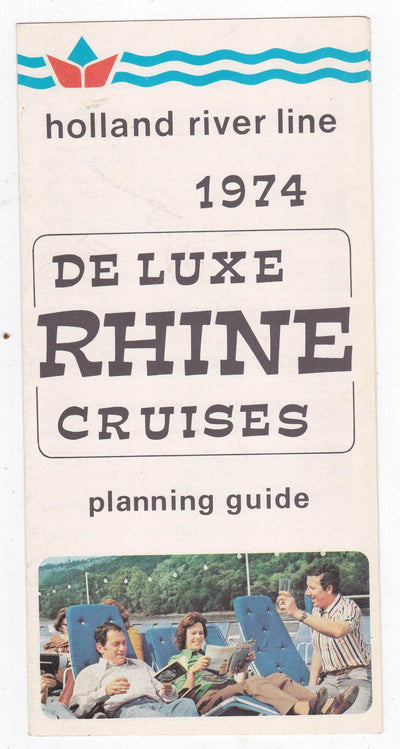 holland river line
1974
DE LUXE
RHINE
CRUISES
planning guide